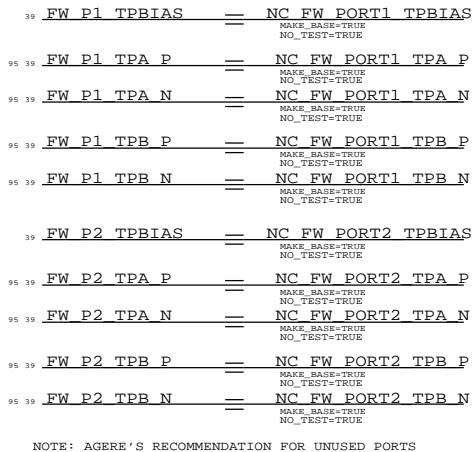 39 FW_P1_TPBIAS NC_FW_PORT1_TPBIAS
MAKE_BASE=TRUE
NO_TEST=TRUE
95 39 FW_P1_TPA_P NC_FW_PORT1_TPA_P
MAKE_BASE=TRUE
NO_TEST=TRUE
95 39 FW_P1_TPA_N NC_FW_PORT1_TPA_N
MAKE_BASE=TRUE
NO_TEST=TRUE
95 39 FW_P1_TPB_P NC_FW_PORT1_TPB_P
MAKE_BASE=TRUE
NO_TEST=TRUE
95 39 FW_P1_TPB_N NC_FW_PORT1_TPB_N
MAKE_BASE=TRUE
NO_TEST=TRUE
39 FW_P2_TPBIAS NC_FW_PORT2_TPBIAS
MAKE_BASE=TRUE
NO_TEST=TRUE
95 39 FW_P2_TPA_P NC_FW_PORT2_TPA_P
MAKE_BASE=TRUE
NO_TEST=TRUE
95 39 FW_P2_TPA_N NC_FW_PORT2_TPA_N
MAKE_BASE=TRUE
NO_TEST=TRUE
95 39 FW_P2_TPB_P NC_FW_PORT2_TPB_P
MAKE_BASE=TRUE
NO_TEST=TRUE
95 39 FW_P2_TPB_N NC_FW_PORT2_TPB_N
MAKE_BASE=TRUE
NO_TEST=TRUE
NOTE: AGERE'S RECOMMENDATION FOR UNUSED PORTS